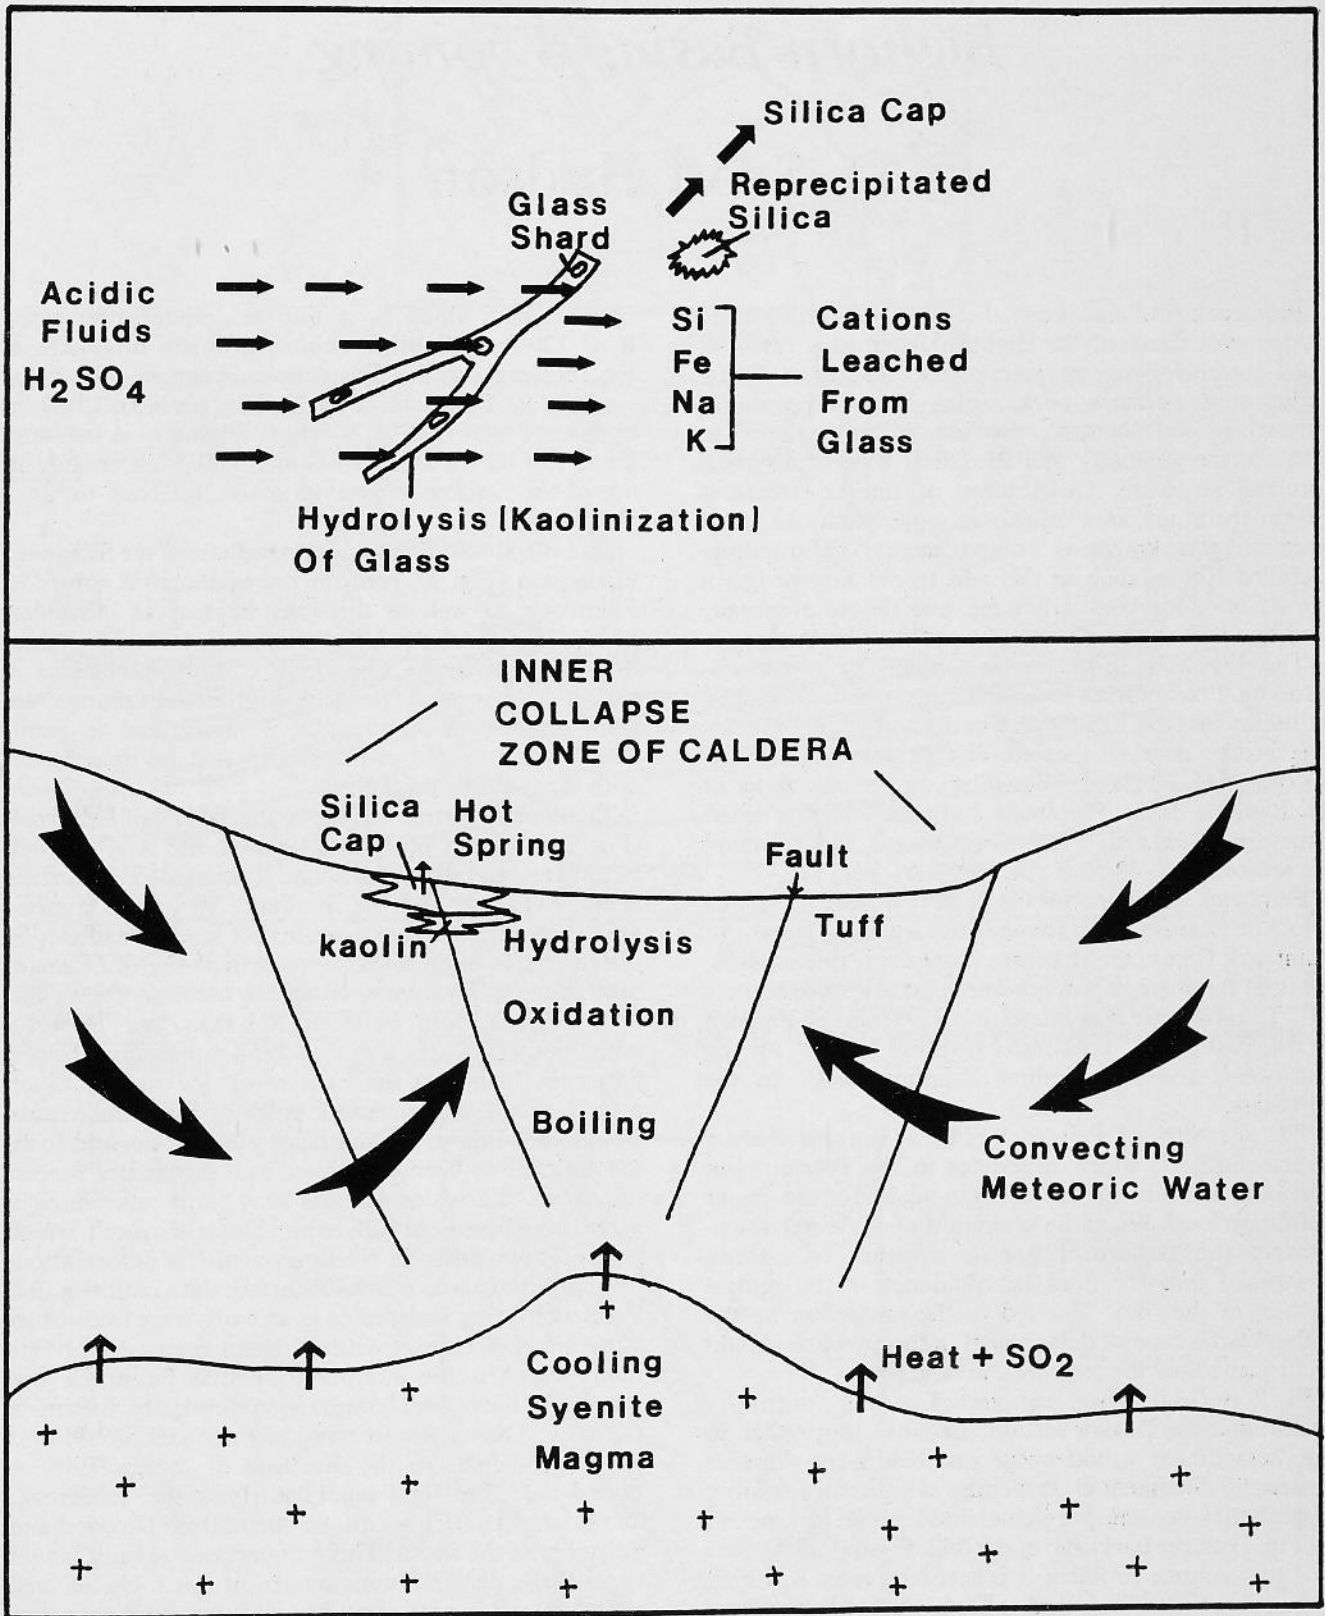 Silica Cap
Reprecipitated
Silica
Glass
Shard
Acidic
Fluids
H₂SO₄
Si
Fe
Na
K
Cations
Leached
From
Glass
Hydrolysis (Kaolinization)
Of Glass
INNER
COLLAPSE
ZONE OF CALDERA
Silica
Cap
Hot
Spring
Fault
Tuff
kaolin
Hydrolysis
Oxidation
Boiling
Convecting
Meteoric Water
Heat + SO₂
Cooling
Syenite
Magma